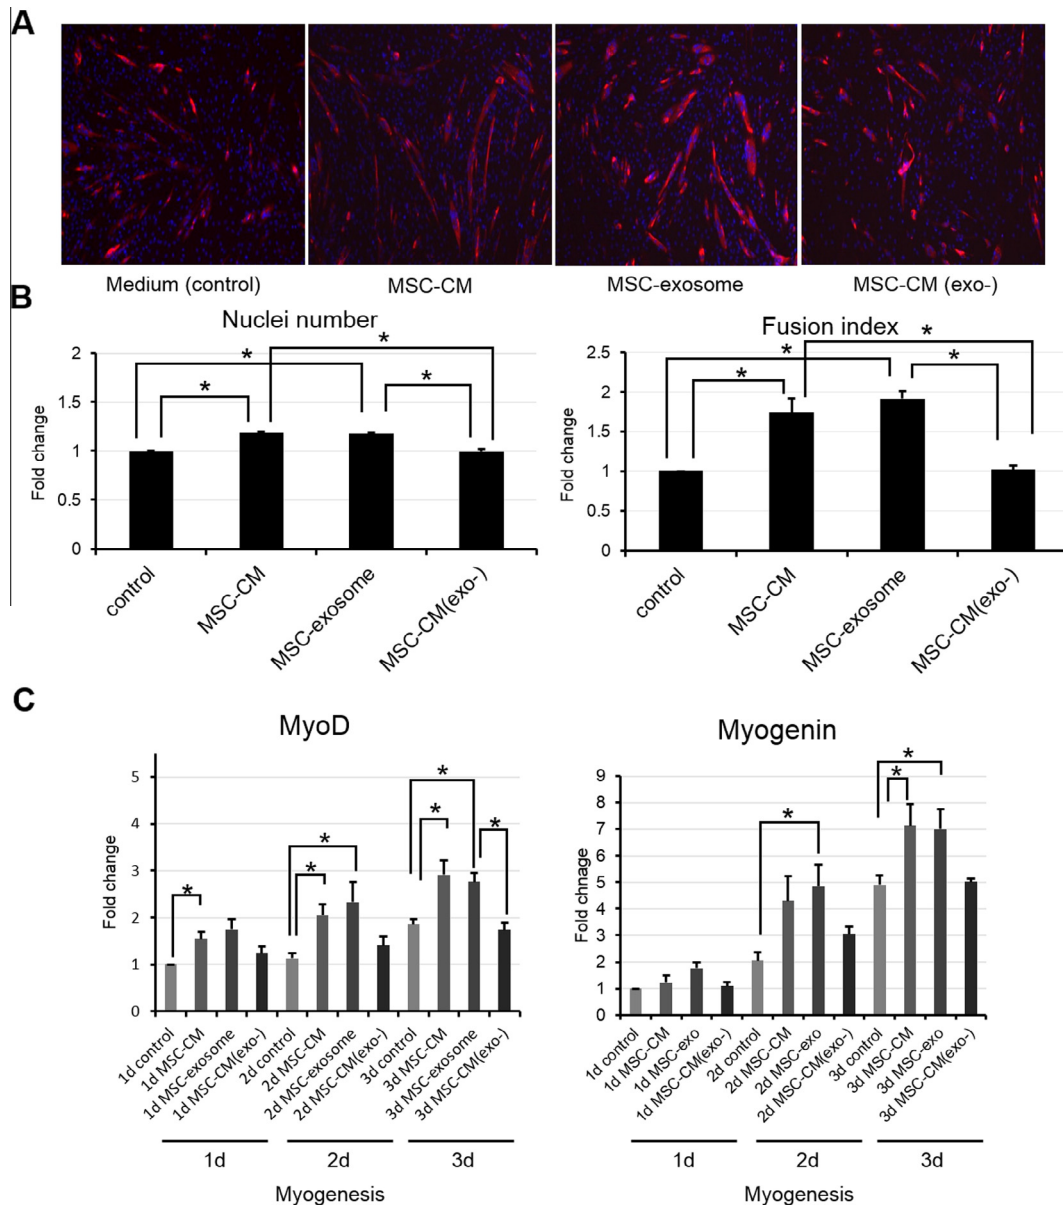 A
Medium (control)
MSC-CM
MSC-exosome
MSC-CM (exo-)
B
Nuclei number
Fold change
2
1.5
1
0.5
0
*
*
*
*
control
MSC-CM
MSC-exosome
MSC-CM(exo-)
Fusion index
Fold change
2.5
2
1.5
1
0.5
0
*
*
*
*
control
MSC-CM
MSC-exosome
MSC-CM(exo-)
C
MyoD
Fold change
5
4
3
2
1
0
*
*
*
*
*
*
1d control
1d MSC-CM
1d MSC-exosome
1d MSC-CM(exo-)
2d control
2d MSC-CM
2d MSC-exosome
2d MSC-CM(exo-)
3d control
3d MSC-CM
3d MSC-exosome
3d MSC-CM(exo-)
1d
2d
3d
Myogenesis
Myogenin
Fold chnage
9
8
7
6
5
4
3
2
1
0
*
*
*
1d control
1d MSC-CM
1d MSC-exo
1d MSC-CM(exo-)
2d control
2d MSC-CM
2d MSC-exo
2d MSC-CM(exo-)
3d control
3d MSC-CM
3d MSC-exo
3d MSC-CM(exo-)
1d
2d
3d
Myogenesis